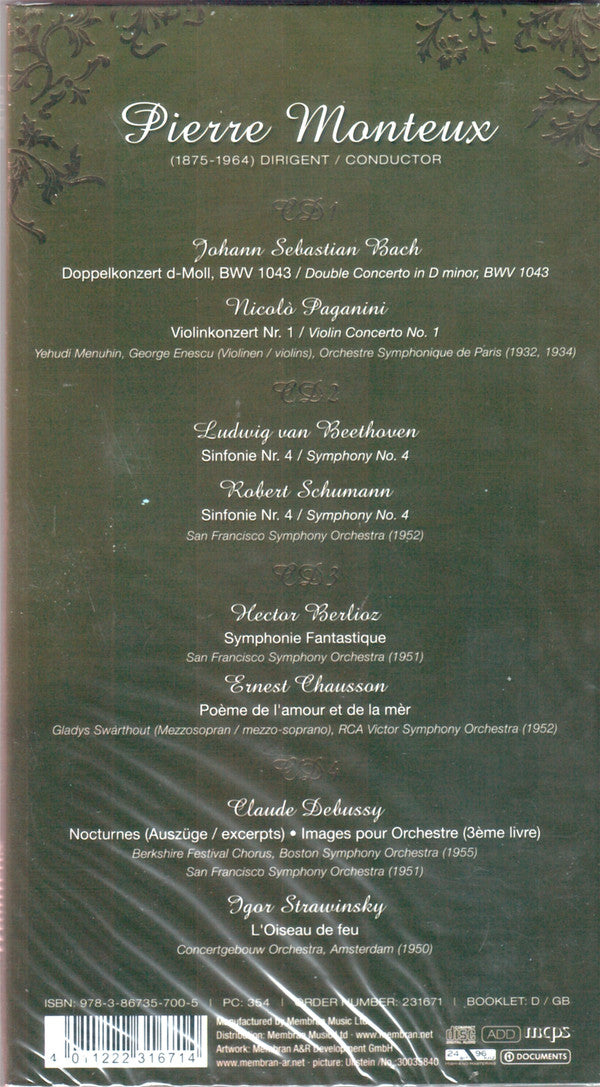 Pierre Monteux
(1875-1964) DIRIGENT / CONDUCTOR
CD 1
Johann Sebastian Bach
Doppelkonzert d-Moll, BWV 1043 / Double Concerto in D minor, BWV 1043
Nicolò Paganini
Violinkonzert Nr. 1 / Violin Concerto No. 1
Yehudi Menuhin, George Enescu (Violinen / violins), Orchestre Symphonique de Paris (1932, 1934)
CD 2
Ludwig van Beethoven
Sinfonie Nr. 4 / Symphony No. 4
Robert Schumann
Sinfonie Nr. 4 / Symphony No. 4
San Francisco Symphony Orchestra (1952)
CD 3
Hector Berlioz
Symphonie Fantastique
San Francisco Symphony Orchestra (1951)
Ernest Chausson
Poème de l'amour et de la mèr
Gladys Swarthout (Mezzosopran / mezzo-soprano), RCA Victor Symphony Orchestra (1952)
CD 4
Claude Debussy
Nocturnes (Auszüge / excerpts) • Images pour Orchestre (3ème livre)
Berkshire Festival Chorus, Boston Symphony Orchestra (1955)
San Francisco Symphony Orchestra (1951)
Igor Strawinsky
L'Oiseau de feu
Concertgebouw Orchestra, Amsterdam (1950)
ISBN: 978-3-86735-700-5 | PC: 354 | ORDER NUMBER: 231671 | BOOKLET: D / GB
Manufactured by Membran Music Ltd.
Distribution: Membran Music Ltd · www.membran.net
Artwork: Membran A&R Development GmbH
www.membran-ar.net · picture: Ullstein /No.:30035840
4 011222 316714
disc
ADD
mcps
24 96
DOCUMENTS